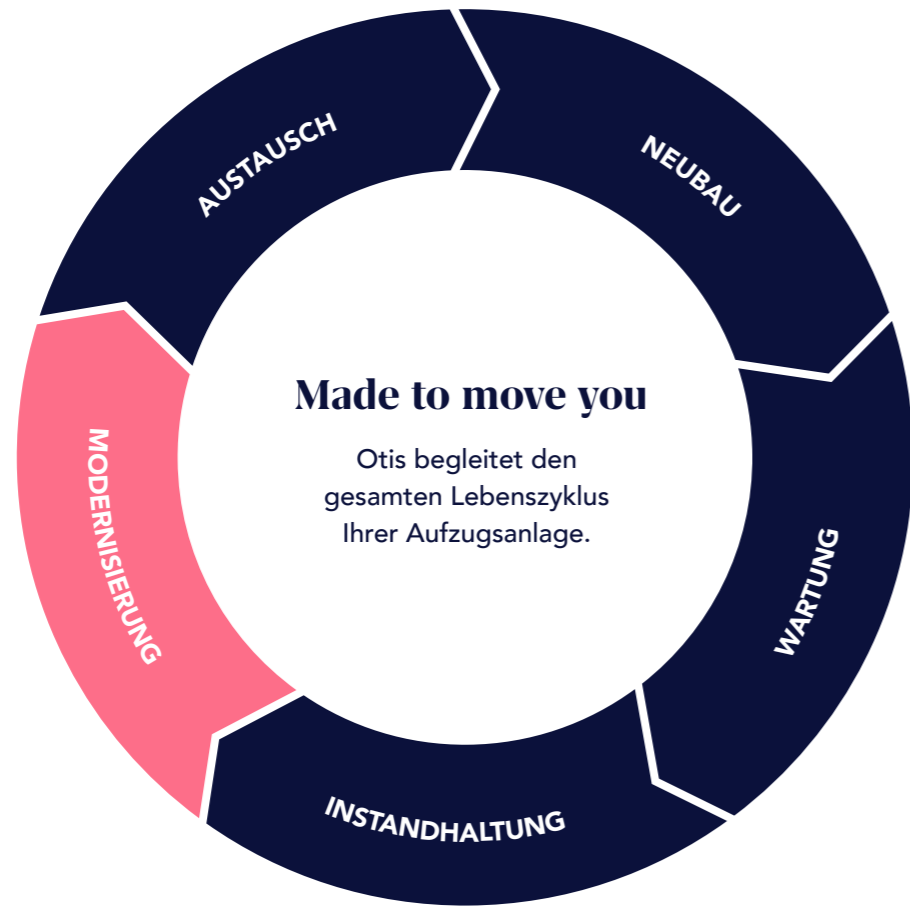 AUSTAUSCH
NEUBAU
Made to move you
Otis begleitet den
gesamten Lebenszyklus
Ihrer Aufzugsanlage.
MODERNISIERUNG
WARTUNG
INSTANDHALTUNG